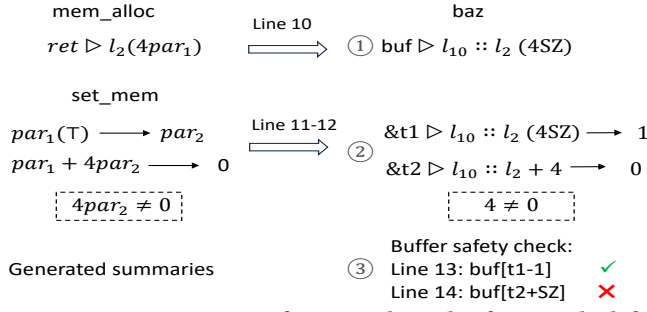 mem_alloc
baz
ret ▷ l₂(4par₁)
Line 10
① buf ▷ l₁₀ :: l₂ (4SZ)
set_mem
par₁(T) ⟶ par₂
Line 11-12
② &t1 ▷ l₁₀ :: l₂ (4SZ) ⟶ 1
par₁ + 4par₂ ⟶ 0
&t2 ▷ l₁₀ :: l₂ + 4 ⟶ 0
4par₂ ≠ 0
4 ≠ 0
Generated summaries
③ Buffer safety check:
Line 13: buf[t1-1] ✓
Line 14: buf[t2+SZ] ✗